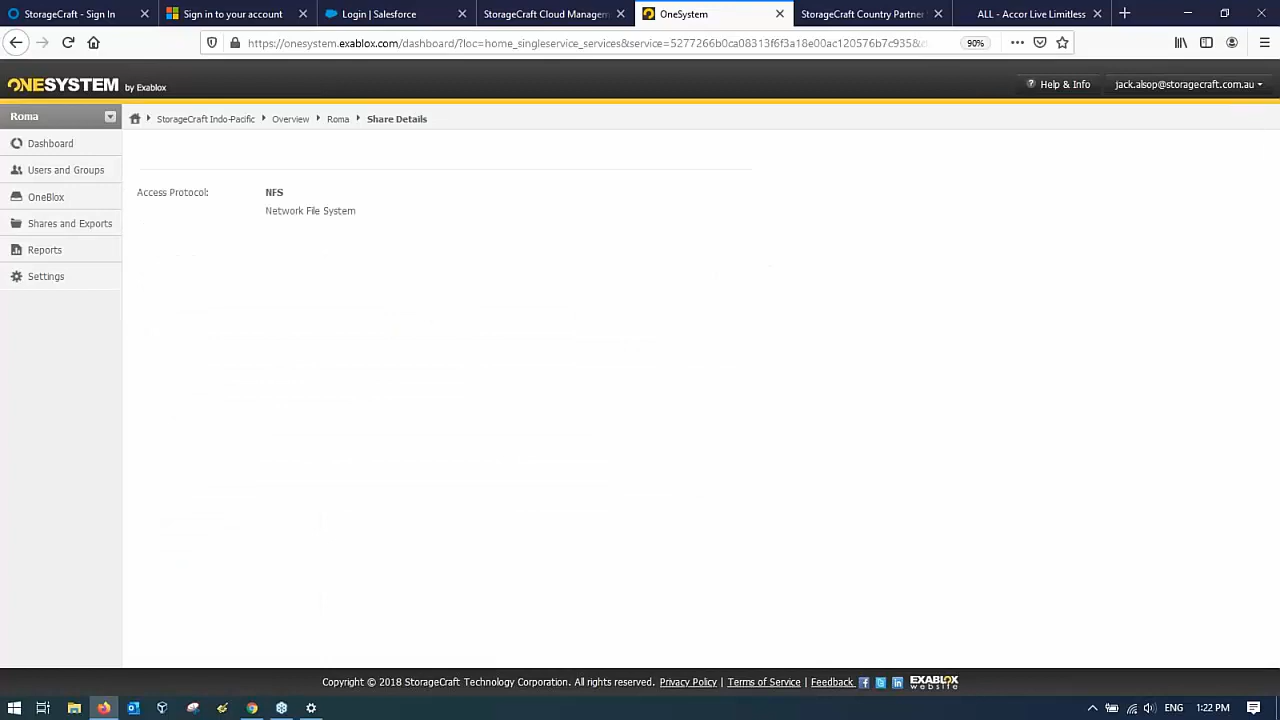 StorageCraft - Sign In
Sign in to your account
Login | Salesforce
StorageCraft Cloud Managem
OneSystem
StorageCraft Country Partner
ALL - Accor Live Limitless
https://onesystem.exablox.com/dashboard/?loc=home_singleservice_services&service=5277266b0ca08313f6f3a18e00ac120576b7c935&c
90%
ONESYSTEM by Exablox
Help & Info
jack.alsop@storagecraft.com.au
Roma
StorageCraft Indo-Pacific
Overview
Roma
Share Details
Dashboard
Users and Groups
OneBlox
Shares and Exports
Reports
Settings
Access Protocol:
NFS
Network File System
Copyright © 2018 StorageCraft Technology Corporation. All rights reserved. Privacy Policy | Terms of Service | Feedback
EXABLOX
website
ENG
1:22 PM